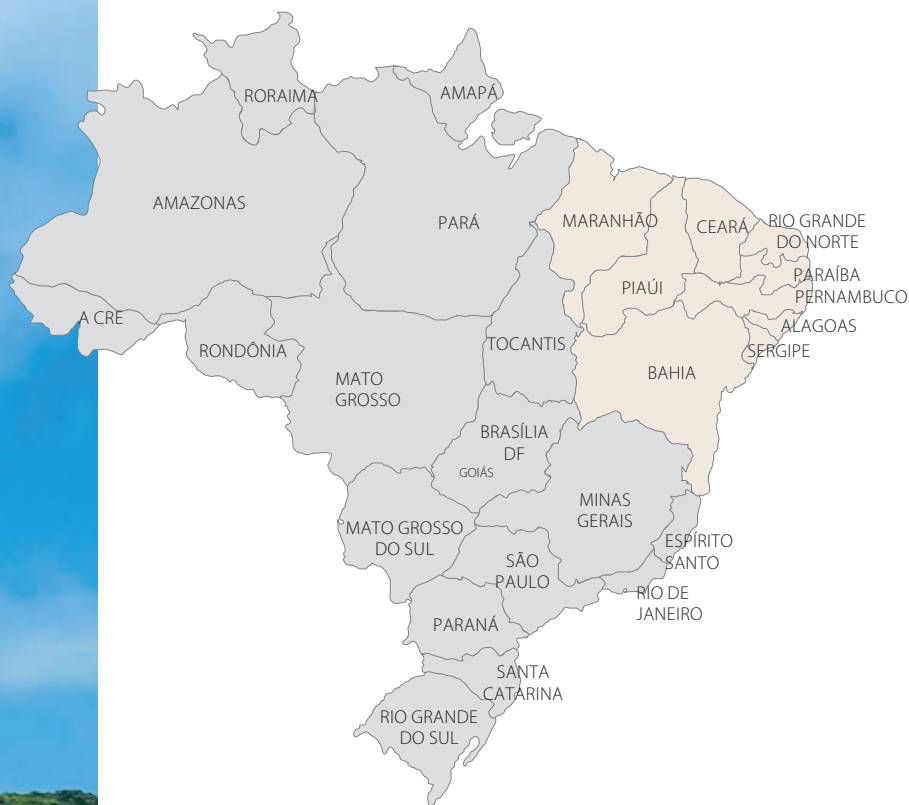 RORAIMA
AMAPÁ
AMAZONAS
PARÁ
MARANHÃO
CEARÁ
RIO GRANDE
DO NORTE
PARAÍBA
PERNAMBUCO
PIAÚI
ALAGOAS
SERGIPE
A CRE
RONDÔNIA
TOCANTIS
BAHIA
MATO
GROSSO
BRASÍLIA
DF
GOIÁS
MINAS
GERAIS
MATO GROSSO
DO SUL
ESPÍRITO
SANTO
SÃO
PAULO
RIO DE
JANEIRO
PARANÁ
SANTA
CATARINA
RIO GRANDE
DO SUL